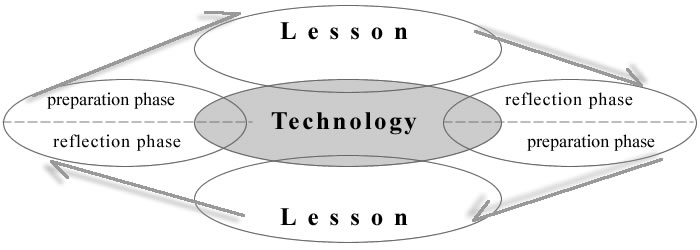 Lesson
preparation phase
reflection phase
Technology
reflection phase
preparation phase
Lesson